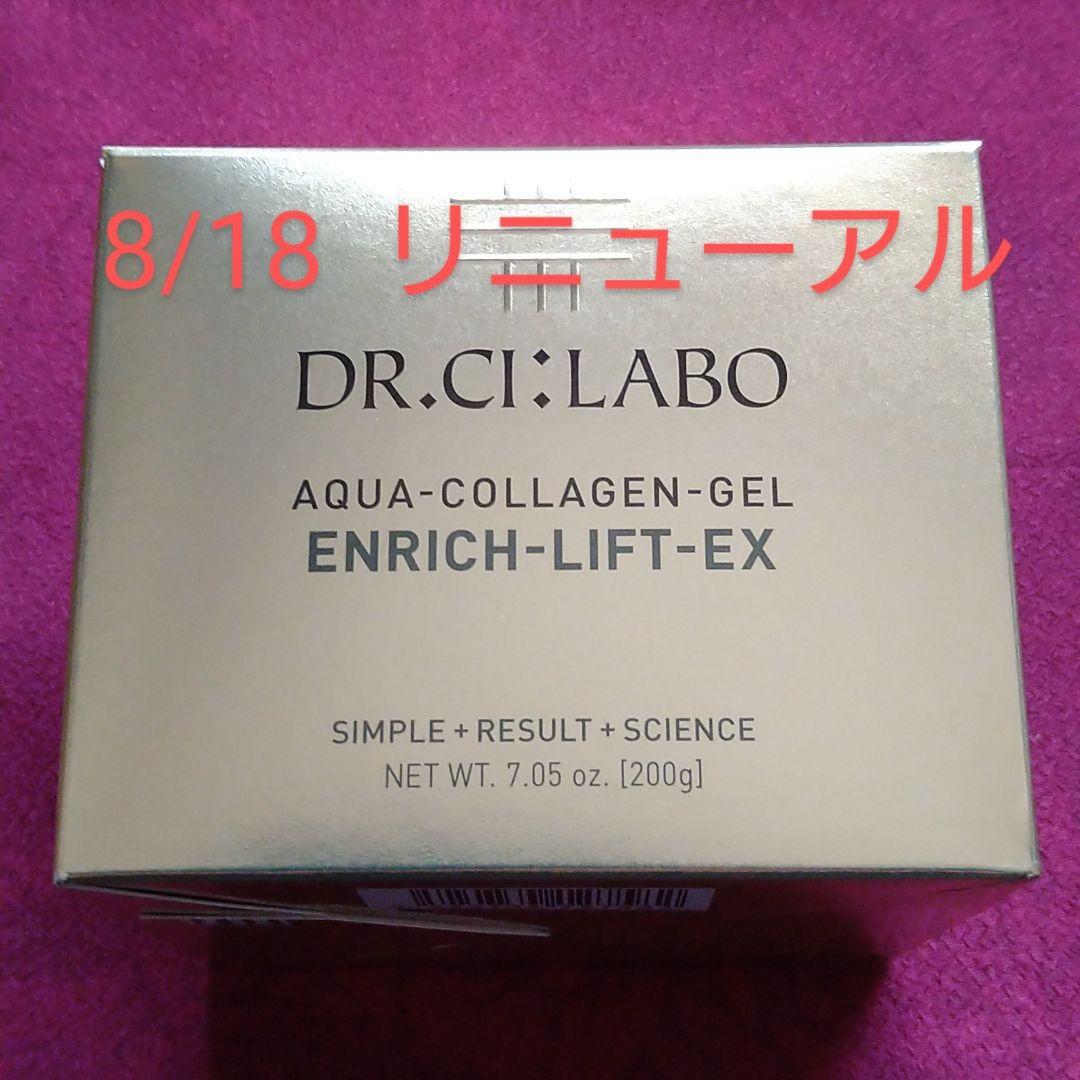 8/18 リニューアル
DR.CI:LABO
AQUA-COLLAGEN-GEL
ENRICH-LIFT-EX
SIMPLE + RESULT + SCIENCE
NET WT. 7.05 oz. [200g]